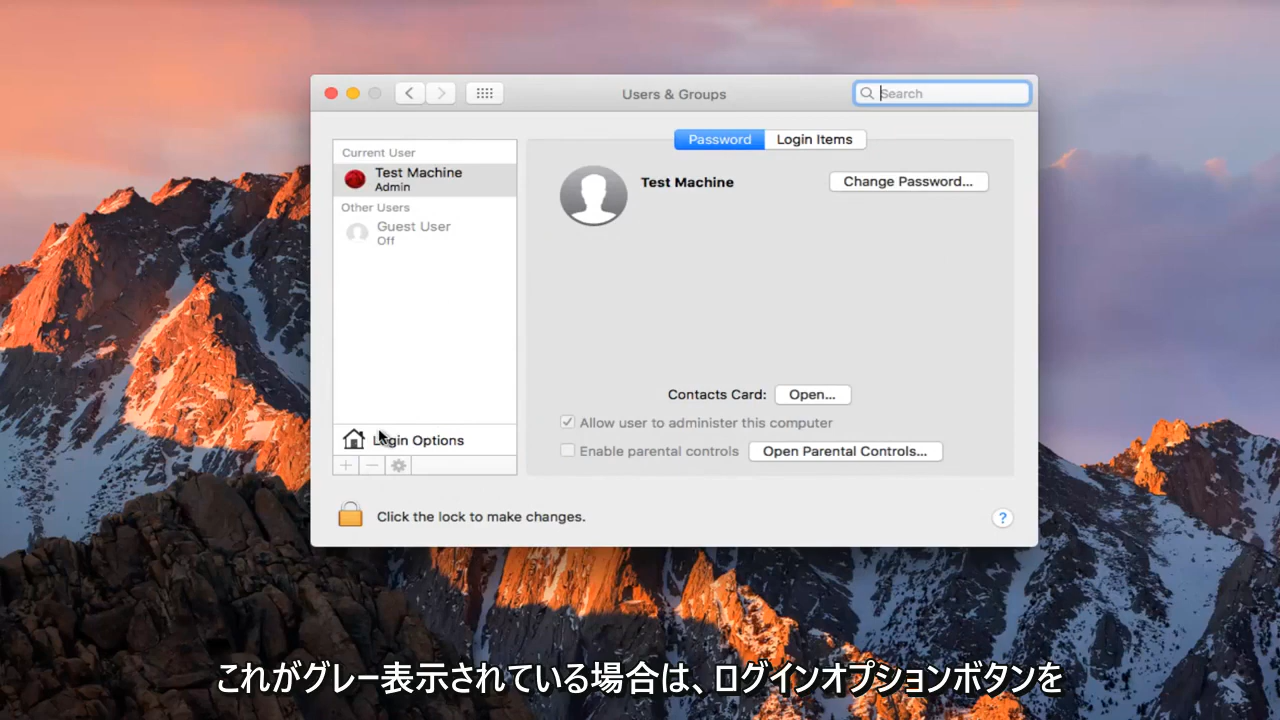 Users & Groups
Search
Password
Login Items
Current User
Test Machine
Admin
Other Users
Guest User
Off
Test Machine
Change Password...
Contacts Card:
Open...
Allow user to administer this computer
Enable parental controls
Open Parental Controls...
Login Options
Click the lock to make changes.
?
これがグレー表示されている場合は、ログインオプションボタンを